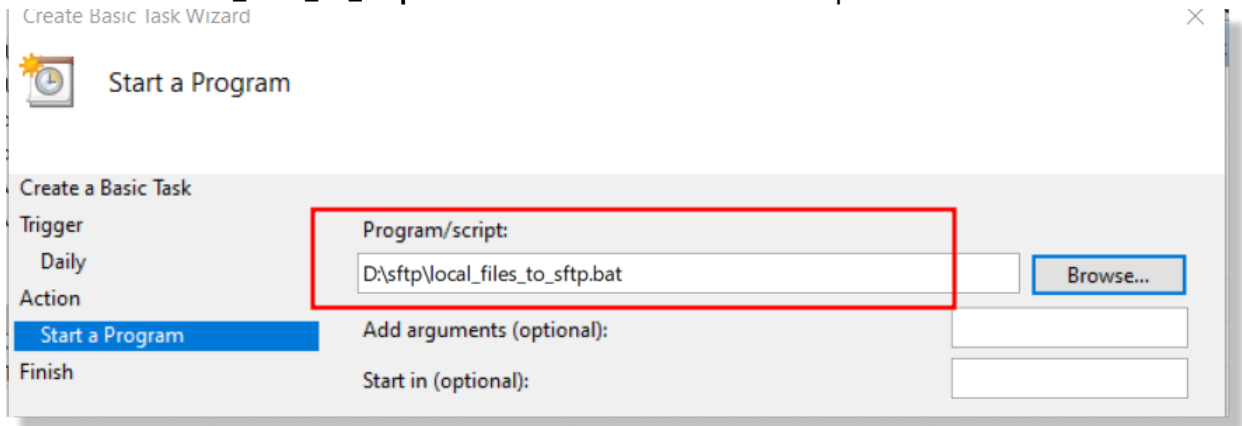 Create Basic Task Wizard
Start a Program
Create a Basic Task
Trigger
Program/script:
Daily
D:\sftp\local_files_to_sftp.bat
Browse...
Action
Start a Program
Add arguments (optional):
Finish
Start in (optional):